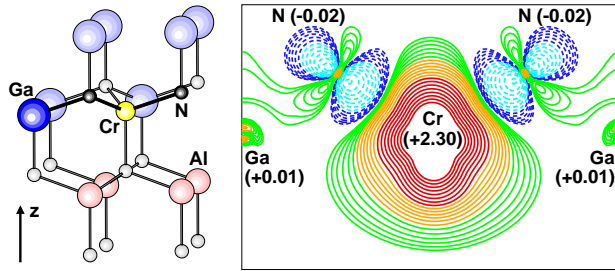 Ga
Cr
N
Al
z
N (-0.02)
N (-0.02)
Cr
(+2.30)
Ga
(+0.01)
Ga
(+0.01)